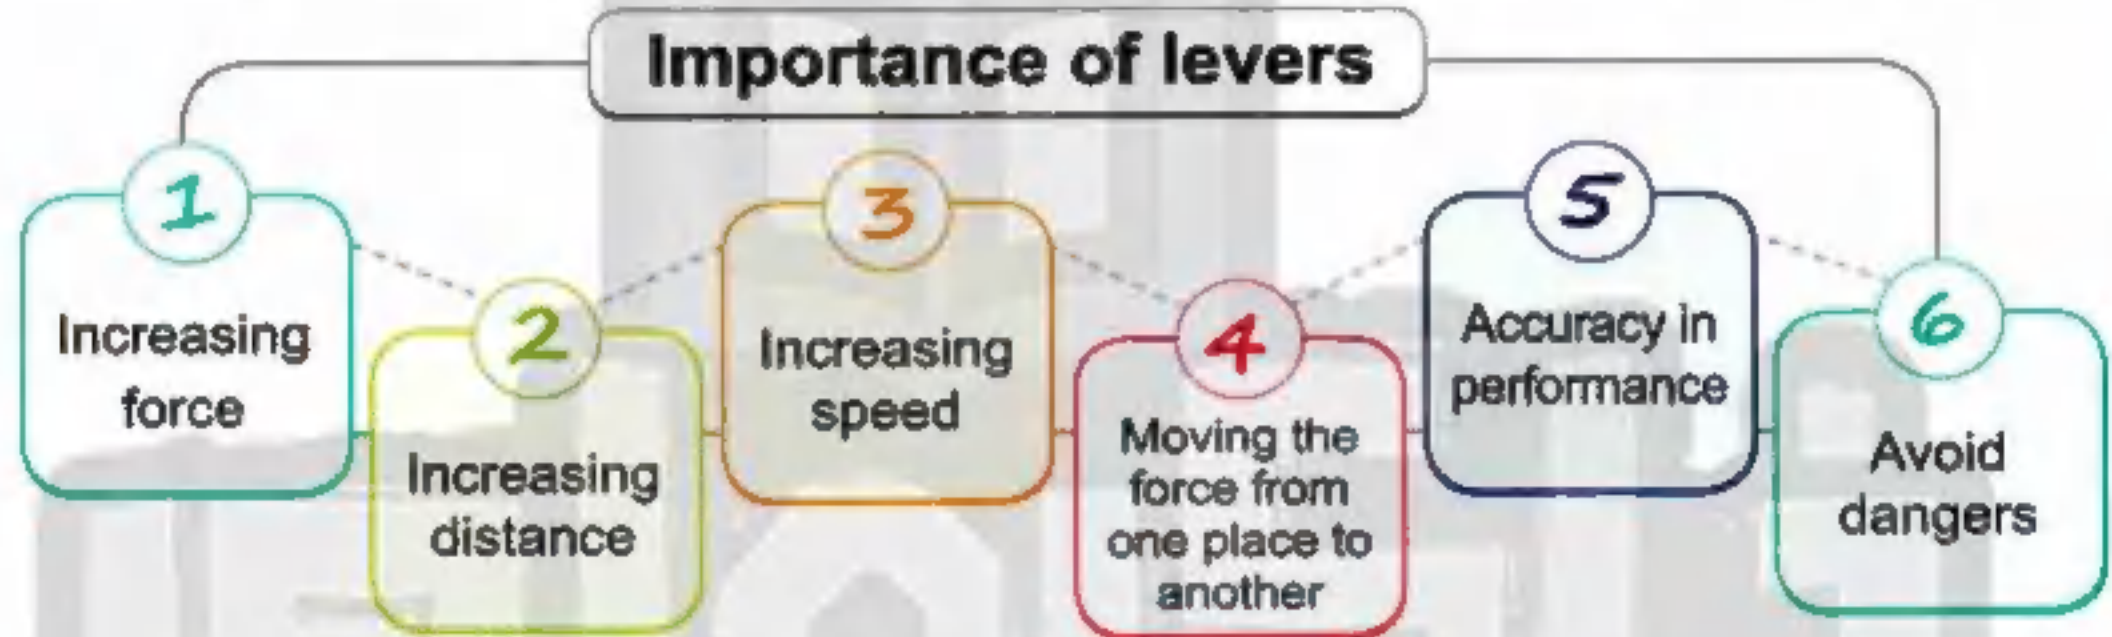 Importance of levers
1
Increasing
force
2
Increasing
distance
3
Increasing
speed
4
Moving the
force from
one place to
another
5
Accuracy in
performance
6
Avoid
dangers